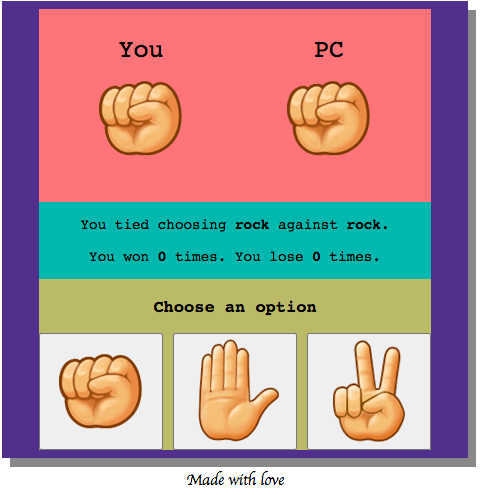 You PC
You tied choosing rock against rock.
You won 0 times. You lose 0 times.
Choose an option
Made with love